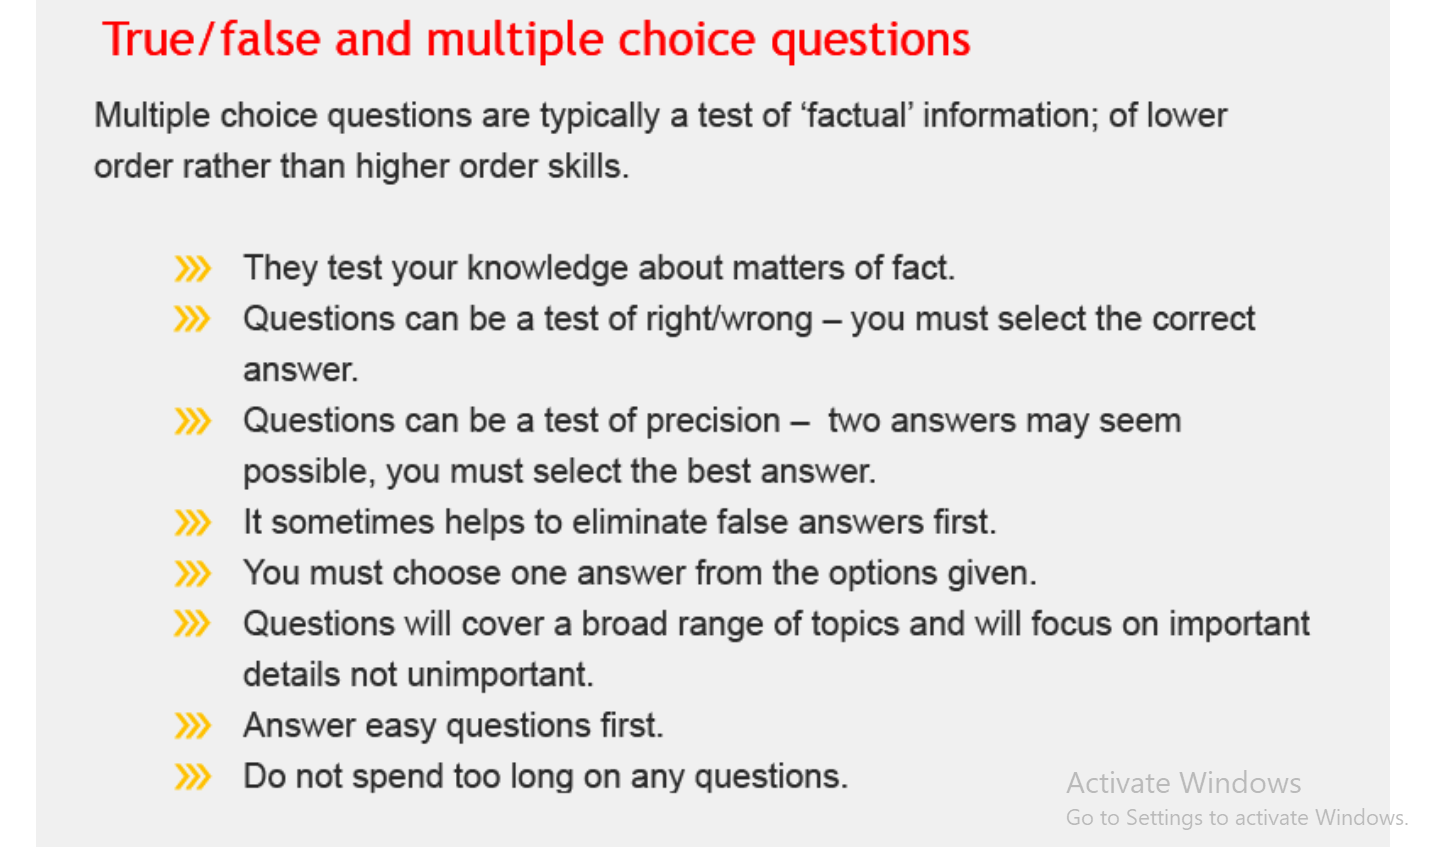 True/false and multiple choice questions
Multiple choice questions are typically a test of ‘factual’ information; of lower
order rather than higher order skills.
They test your knowledge about matters of fact.
Questions can be a test of right/wrong – you must select the correct
answer.
Questions can be a test of precision –  two answers may seem
possible, you must select the best answer.
It sometimes helps to eliminate false answers first.
You must choose one answer from the options given.
Questions will cover a broad range of topics and will focus on important
details not unimportant.
Answer easy questions first.
Do not spend too long on any questions.
Activate Windows
Go to Settings to activate Windows.